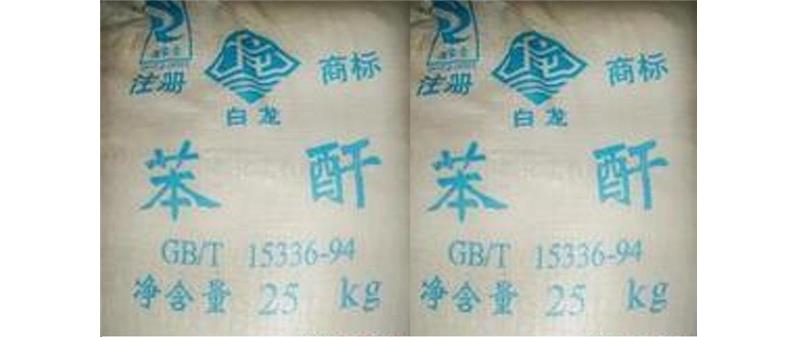 注册 商标
白龙
苯 酐
GB/T 15336-94
净含量 25 kg
注册 商标
白龙
苯 酐
GB/T 15336-94
净含量 25 kg